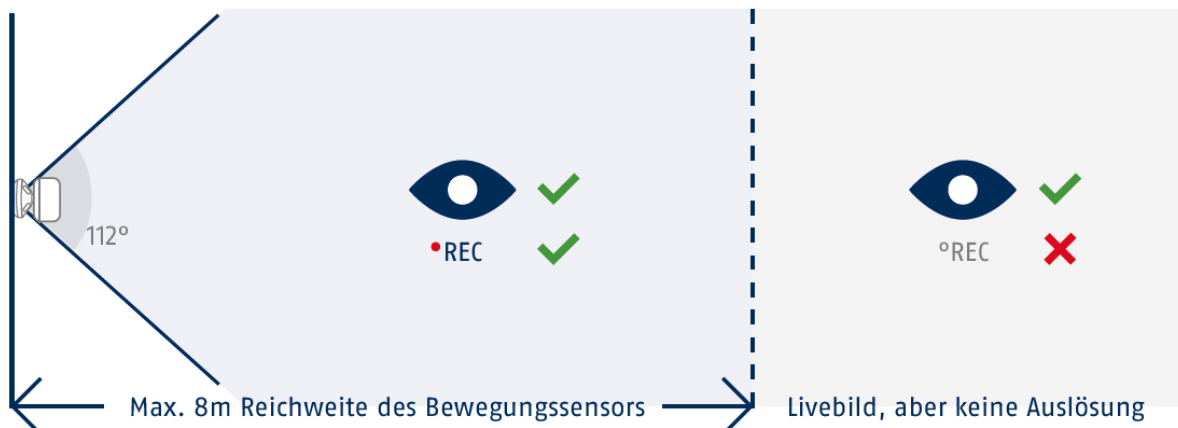 112°
•REC
°REC
Max. 8m Reichweite des Bewegungssensors
Livebild, aber keine Auslösung